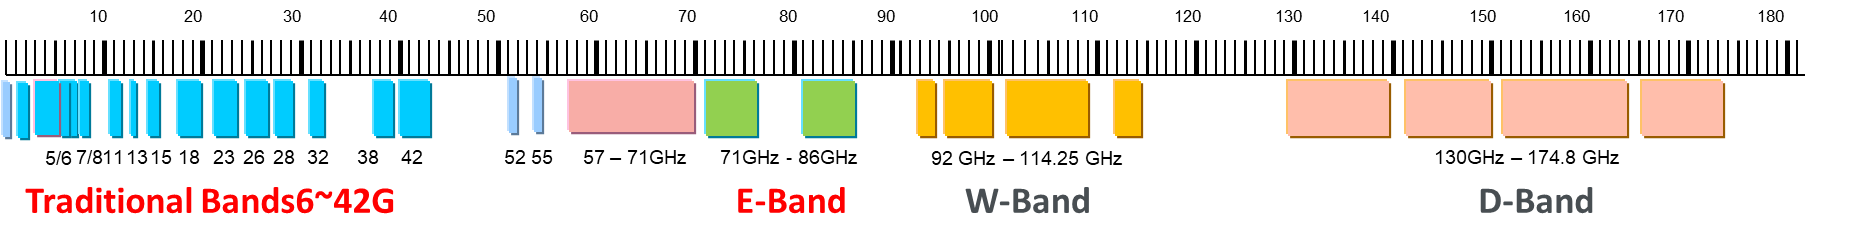 10 20 30 40 50 60 70 80 90 100 110 120 130 140 150 160 170 180
5/6 7/811 13 15 18 23 26 28 32 38 42 52 55 57 – 71GHz 71GHz - 86GHz 92 GHz – 114.25 GHz 130GHz – 174.8 GHz
Traditional Bands6~42G E-Band W-Band D-Band